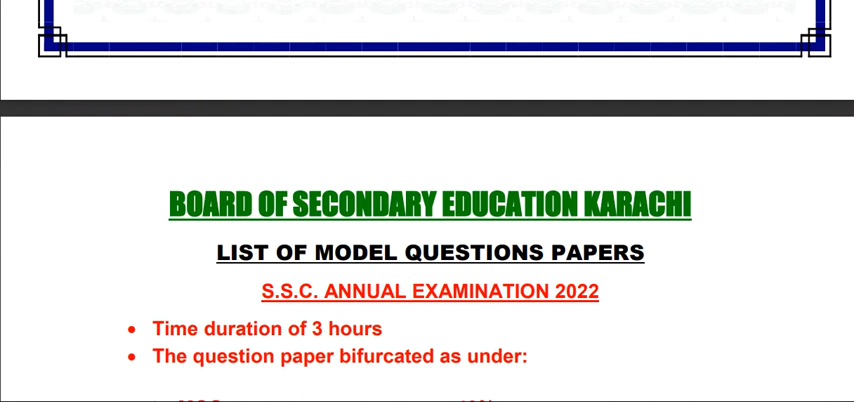 BOARD OF SECONDARY EDUCATION KARACHI
LIST OF MODEL QUESTIONS PAPERS
S.S.C. ANNUAL EXAMINATION 2022
• Time duration of 3 hours
• The question paper bifurcated as under: